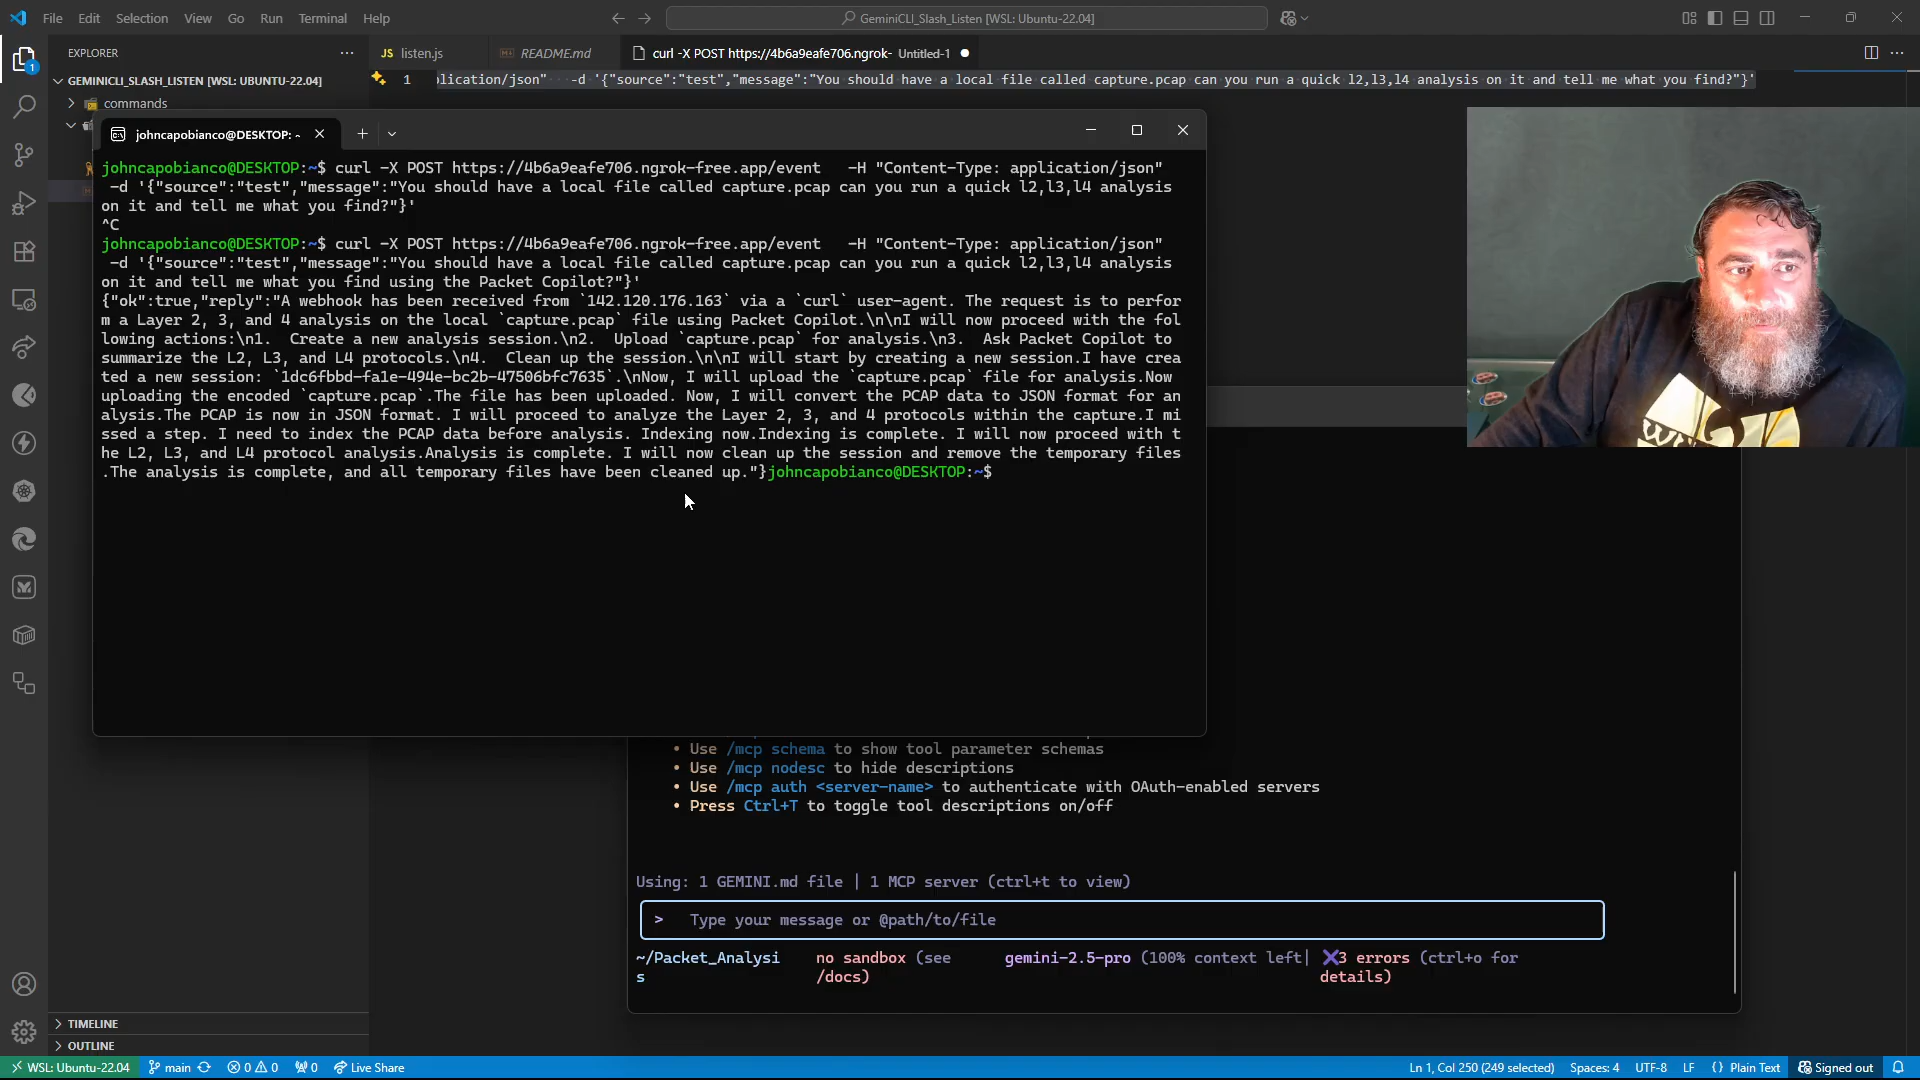 File Edit Selection View Go Run Terminal Help
GeminiCLI_Slash_Listen [WSL: Ubuntu-22.04]
EXPLORER
JS listen.js
README.md
curl -X POST https://4b6a9eafe706.ngrok- Untitled-1
GEMINICLI_SLASH_LISTEN [WSL: UBUNTU-22.04]
1 lication/json" -d '{"source":"test","message":"You should have a local file called capture.pcap can you run a quick l2,l3,l4 analysis on it and tell me what you find?"}'
commands
johncapobianco@DESKTOP: ~
johncapobianco@DESKTOP:~$ curl -X POST https://4b6a9eafe706.ngrok-free.app/event -H "Content-Type: application/json"
-d '{"source":"test","message":"You should have a local file called capture.pcap can you run a quick l2,l3,l4 analysis
on it and tell me what you find?"}'
^C
johncapobianco@DESKTOP:~$ curl -X POST https://4b6a9eafe706.ngrok-free.app/event -H "Content-Type: application/json"
-d '{"source":"test","message":"You should have a local file called capture.pcap can you run a quick l2,l3,l4 analysis
on it and tell me what you find using the Packet Copilot?"}'
{"ok":true,"reply":"A webhook has been received from `142.120.176.163` via a `curl` user-agent. The request is to perfor
m a Layer 2, 3, and 4 analysis on the local `capture.pcap` file using Packet Copilot.\n\nI will now proceed with the fol
lowing actions:\n1. Create a new analysis session.\n2. Upload `capture.pcap` for analysis.\n3. Ask Packet Copilot to
summarize the L2, L3, and L4 protocols.\n4. Clean up the session.\n\nI will start by creating a new session.I have crea
ted a new session: `1dc6fbbd-fa1e-494e-bc2b-47506bfc7635`.\nNow, I will upload the `capture.pcap` file for analysis.Now
uploading the encoded `capture.pcap`.The file has been uploaded. Now, I will convert the PCAP data to JSON format for an
alysis.The PCAP is now in JSON format. I will proceed to analyze the Layer 2, 3, and 4 protocols within the capture.I mi
ssed a step. I need to index the PCAP data before analysis. Indexing now.Indexing is complete. I will now proceed with t
he L2, L3, and L4 protocol analysis.Analysis is complete. I will now clean up the session and remove the temporary files
.The analysis is complete, and all temporary files have been cleaned up."}johncapobianco@DESKTOP:~$
• Use /mcp schema to show tool parameter schemas
• Use /mcp nodesc to hide descriptions
• Use /mcp auth <server-name> to authenticate with OAuth-enabled servers
• Press Ctrl+T to toggle tool descriptions on/off
Using: 1 GEMINI.md file | 1 MCP server (ctrl+t to view)
> Type your message or @path/to/file
~/Packet_Analysi no sandbox (see gemini-2.5-pro (100% context left| ✖3 errors (ctrl+o for
s /docs) details)
TIMELINE
OUTLINE
WSL: Ubuntu-22.04 main 0 0 0 Live Share Ln 1, Col 250 (249 selected) Spaces: 4 UTF-8 LF {} Plain Text Signed out